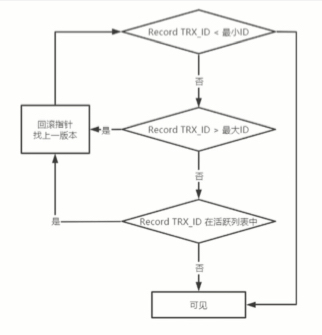 Record TRX_ID < 最小ID
否
回滚指针
找上一版本
是
Record TRX_ID > 最大ID
否
是
Record TRX_ID 在活跃列表中
否
可见